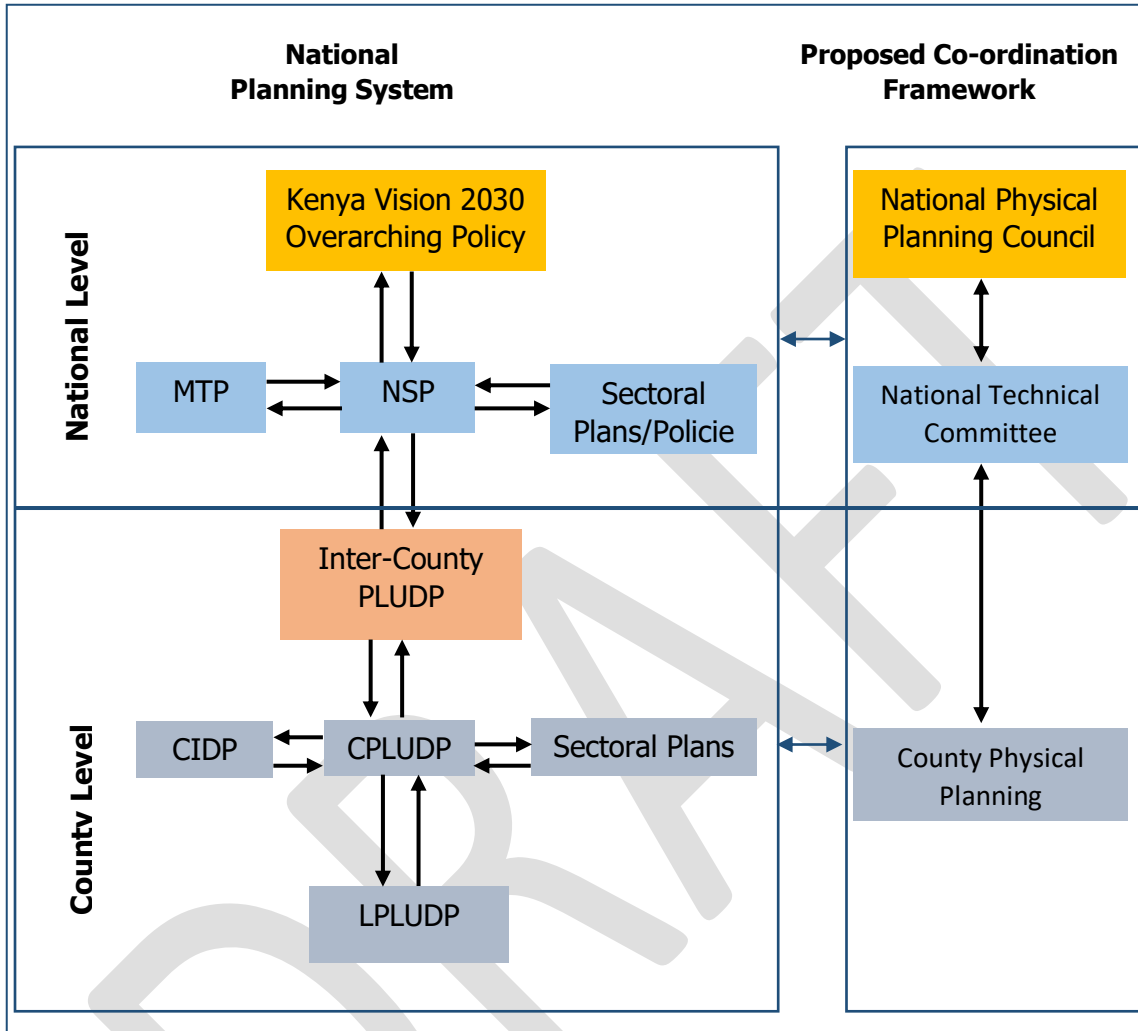 National
Planning System
Proposed Co-ordination
Framework
National Level
Kenya Vision 2030
Overarching Policy
National Physical
Planning Council
MTP
NSP
Sectoral
Plans/Policie
National Technical
Committee
County Level
Inter-County
PLUDP
CIDP
CPLUDP
Sectoral Plans
County Physical
Planning
LPLUDP
DRAFT